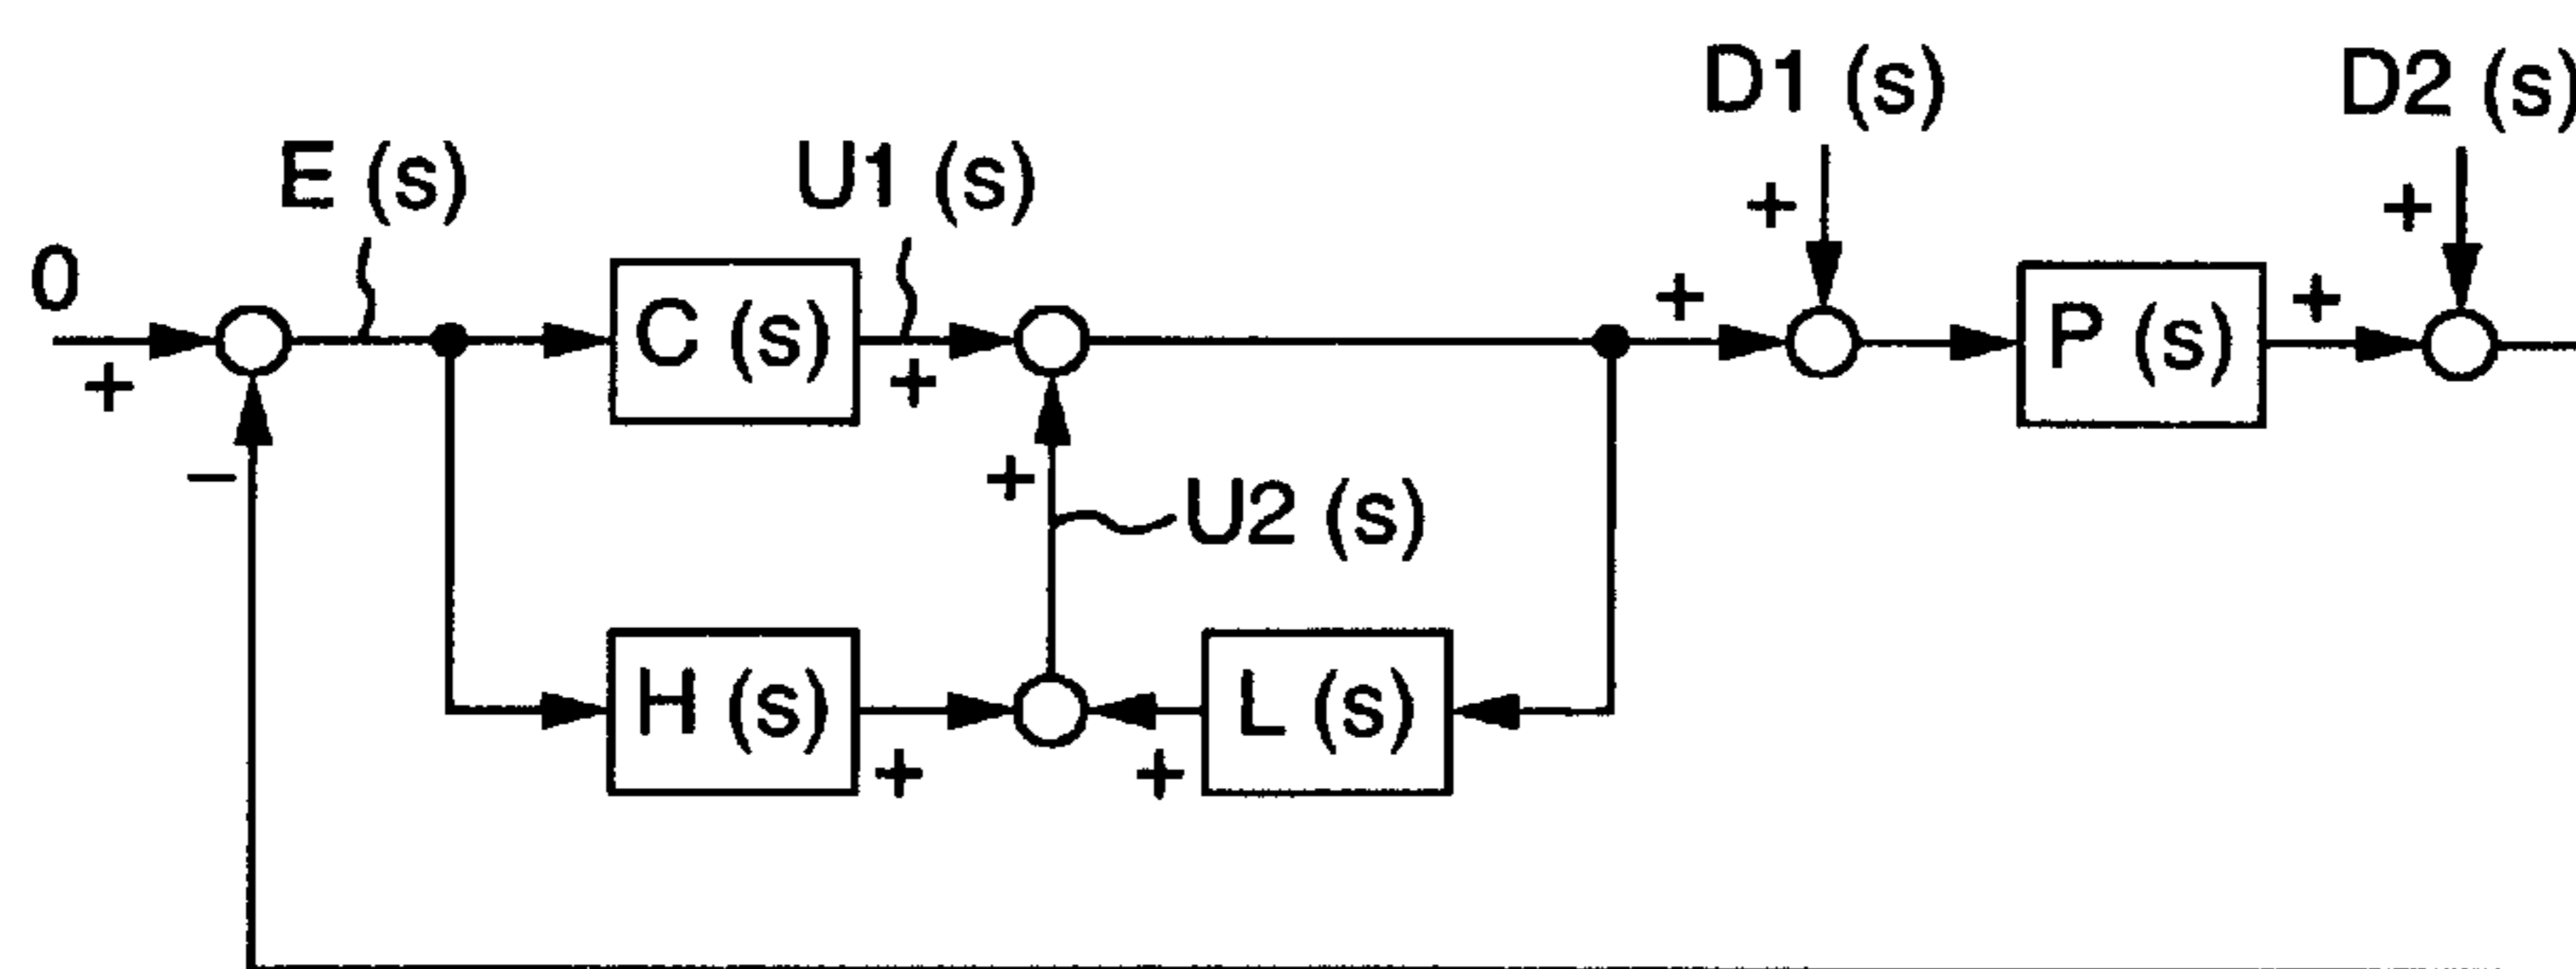 D1 (s)
D2 (s)
E (s)
U1 (s)
+
+
0
+
+
C (s)
P (s)
+
+
−
+
U2 (s)
H (s)
L (s)
+
+